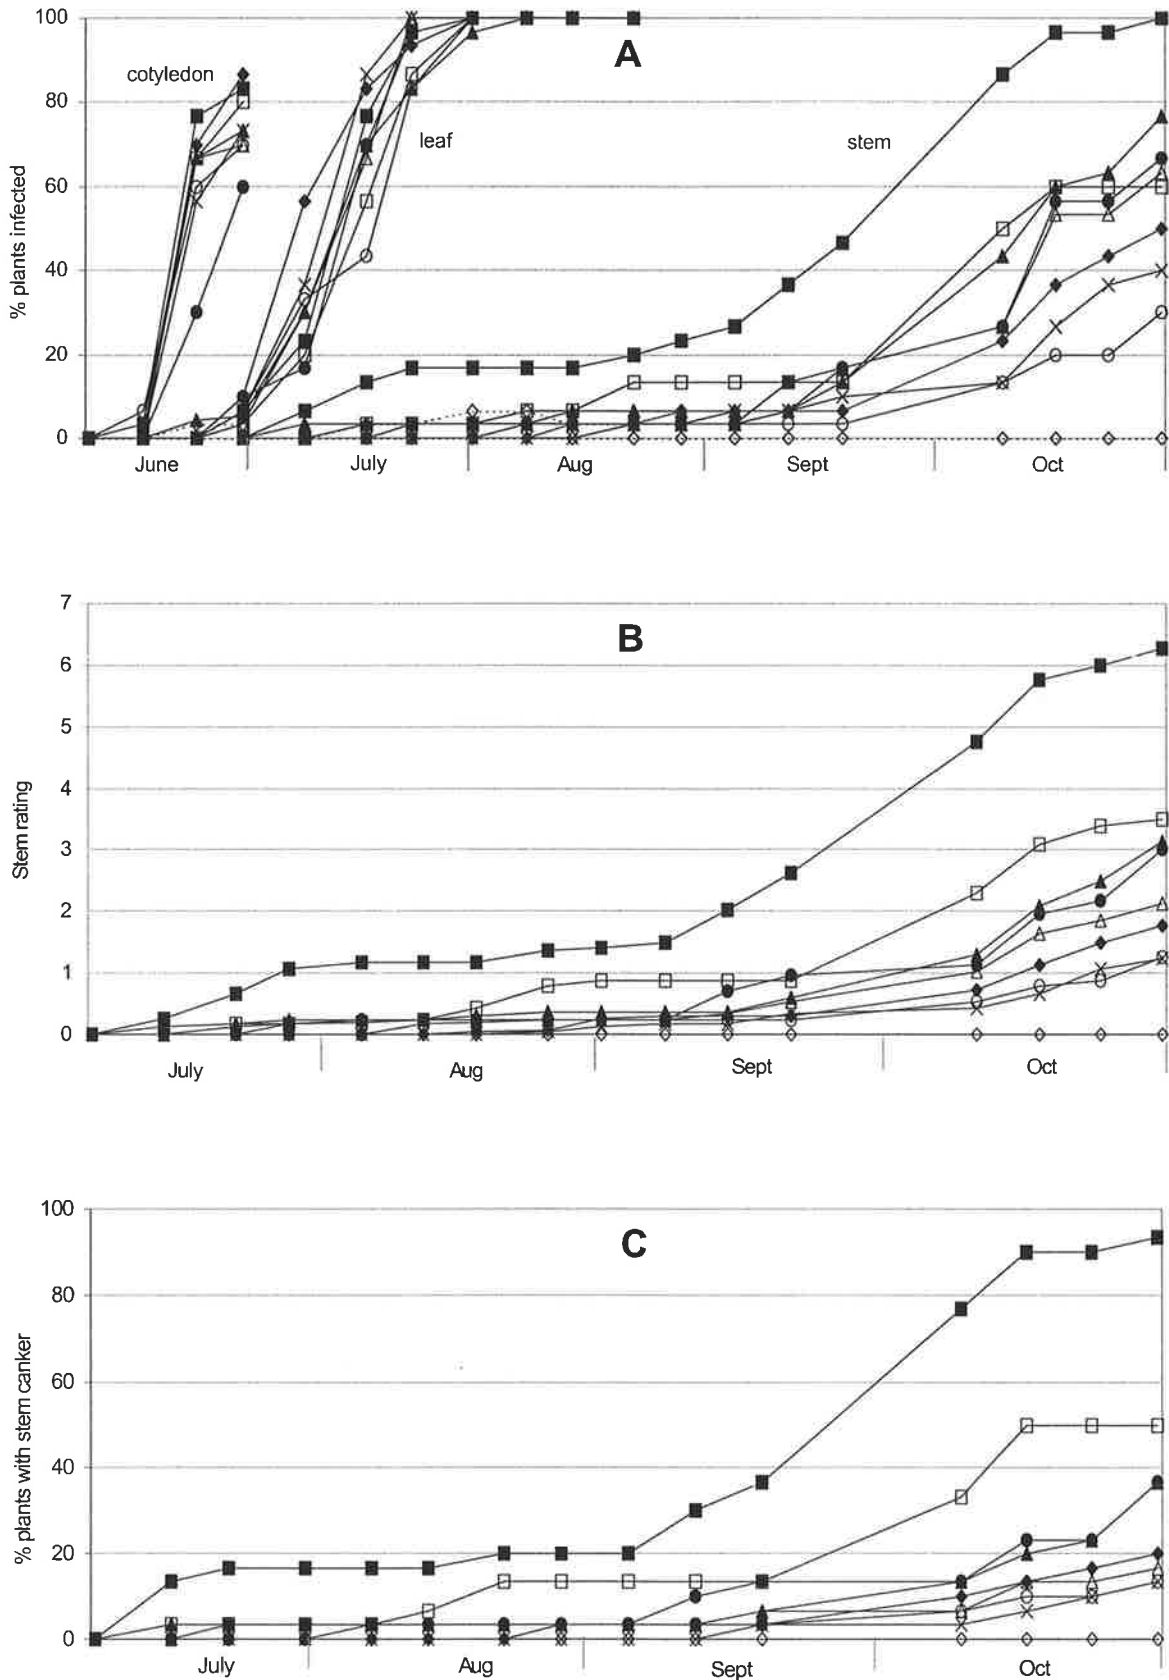 100
A
cotyledon
80
leaf
stem
60
% plants infected
40
20
0
June July Aug Sept Oct
7
B
6
5
4
Stem rating
3
2
1
0
July Aug Sept Oct
100
C
80
60
% plants with stem canker
40
20
0
July Aug Sept Oct